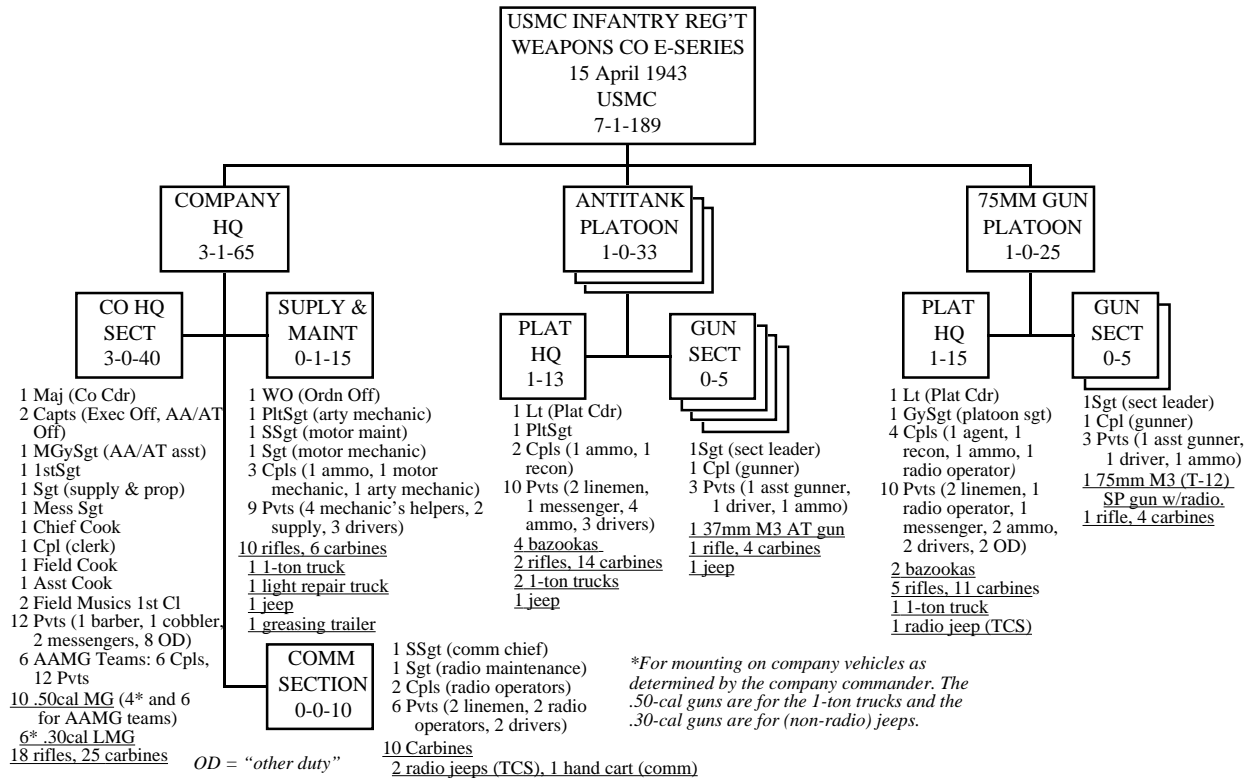 USMC INFANTRY REG'T
WEAPONS CO E-SERIES
15 April 1943
USMC
7-1-189
COMPANY
HQ
3-1-65
ANTITANK
PLATOON
1-0-33
75MM GUN
PLATOON
1-0-25
CO HQ
SECT
3-0-40
1 Maj (Co Cdr)
2 Capts (Exec Off, AA/AT
Off)
1 MGySgt (AA/AT asst)
1 1stSgt
1 Sgt (supply & prop)
1 Mess Sgt
1 Chief Cook
1 Cpl (clerk)
1 Field Cook
1 Asst Cook
2 Field Musics 1st Cl
12 Pvts (1 barber, 1 cobbler,
2 messengers, 8 OD)
6 AAMG Teams: 6 Cpls,
12 Pvts
10 .50cal MG (4* and 6
for AAMG teams)
6* .30cal LMG
18 rifles, 25 carbines
SUPLY &
MAINT
0-1-15
1 WO (Ordn Off)
1 PltSgt (arty mechanic)
1 SSgt (motor maint)
1 Sgt (motor mechanic)
3 Cpls (1 ammo, 1 motor
mechanic, 1 arty mechanic)
9 Pvts (4 mechanic's helpers, 2
supply, 3 drivers)
10 rifles, 6 carbines
1 1-ton truck
1 light repair truck
1 jeep
1 greasing trailer
COMM
SECTION
0-0-10
1 SSgt (comm chief)
1 Sgt (radio maintenance)
2 Cpls (radio operators)
6 Pvts (2 linemen, 2 radio
operators, 2 drivers)
10 Carbines
2 radio jeeps (TCS), 1 hand cart (comm)
PLAT
HQ
1-13
1 Lt (Plat Cdr)
1 PltSgt
2 Cpls (1 ammo, 1
recon)
10 Pvts (2 linemen,
1 messenger, 4
ammo, 3 drivers)
4 bazookas
2 rifles, 14 carbines
2 1-ton trucks
1 jeep
GUN
SECT
0-5
1Sgt (sect leader)
1 Cpl (gunner)
3 Pvts (1 asst gunner,
1 driver, 1 ammo)
1 37mm M3 AT gun
1 rifle, 4 carbines
1 jeep
PLAT
HQ
1-15
1 Lt (Plat Cdr)
1 GySgt (platoon sgt)
4 Cpls (1 agent, 1
recon, 1 ammo, 1
radio operator)
10 Pvts (2 linemen, 1
radio operator, 1
messenger, 2 ammo,
2 drivers, 2 OD)
2 bazookas
5 rifles, 11 carbines
1 1-ton truck
1 radio jeep (TCS)
GUN
SECT
0-5
1Sgt (sect leader)
1 Cpl (gunner)
3 Pvts (1 asst gunner,
1 driver, 1 ammo)
1 75mm M3 (T-12)
SP gun w/radio.
1 rifle, 4 carbines
*For mounting on company vehicles as
determined by the company commander. The
.50-cal guns are for the 1-ton trucks and the
.30-cal guns are for (non-radio) jeeps.
OD = "other duty"